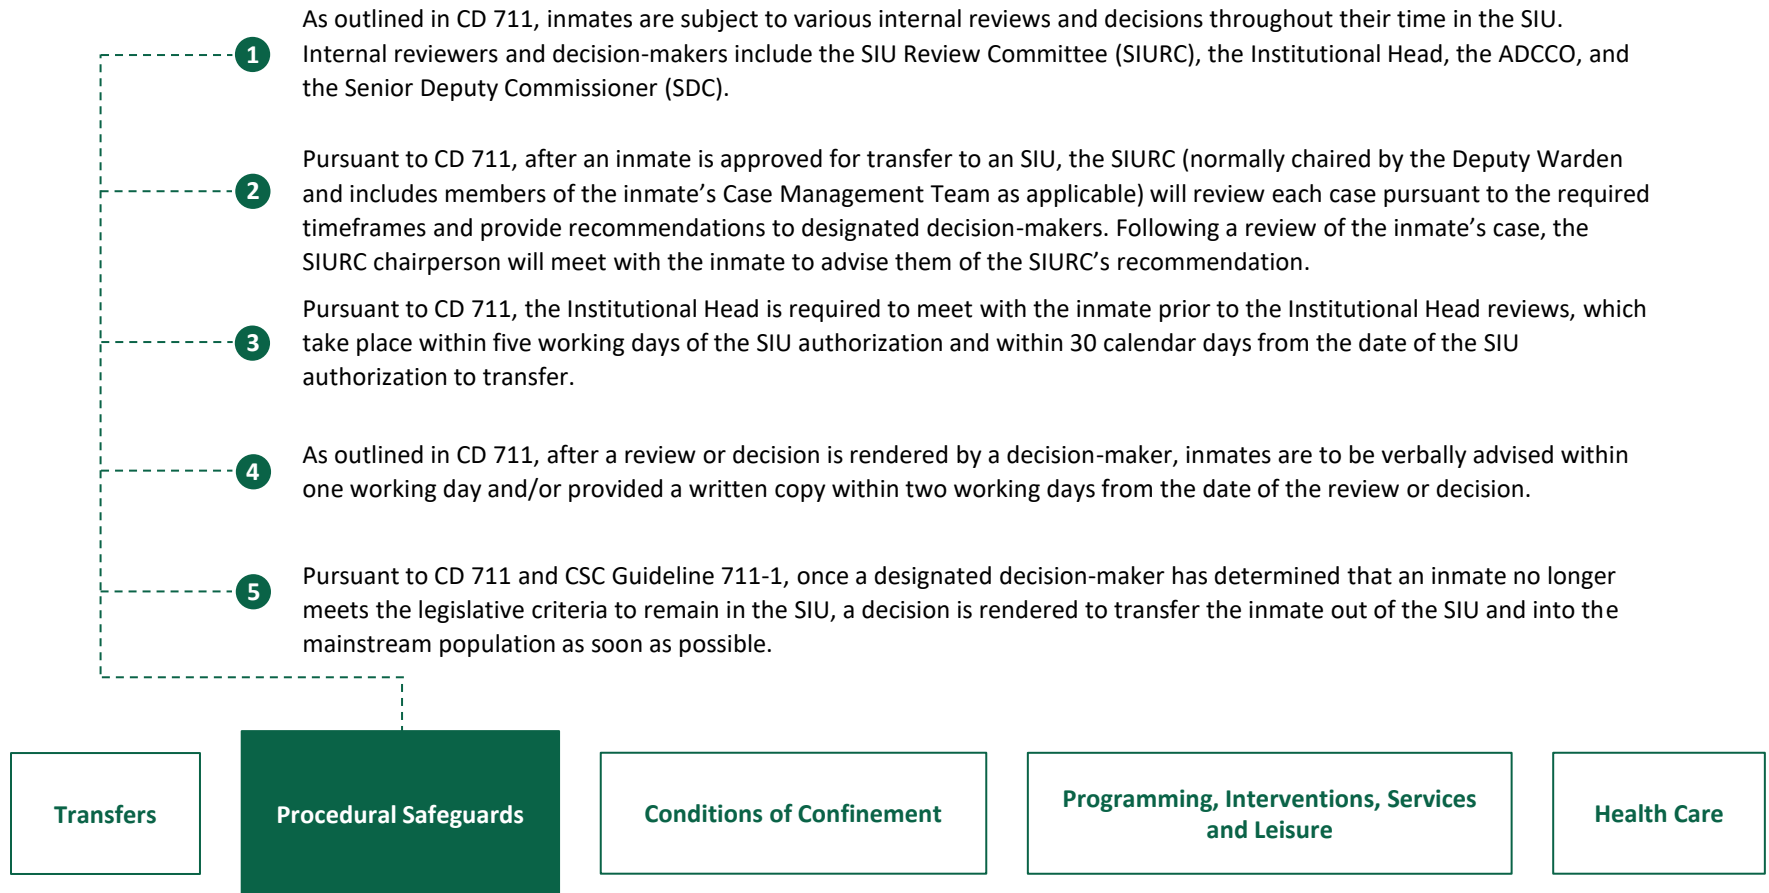 As outlined in CD 711, inmates are subject to various internal reviews and decisions throughout their time in the SIU.
1 Internal reviewers and decision-makers include the SIU Review Committee (SIURC), the Institutional Head, the ADCCO, and
the Senior Deputy Commissioner (SDC).
Pursuant to CD 711, after an inmate is approved for transfer to an SIU, the SIURC (normally chaired by the Deputy Warden
2 and includes members of the inmate’s Case Management Team as applicable) will review each case pursuant to the required
timeframes and provide recommendations to designated decision-makers. Following a review of the inmate’s case, the
SIURC chairperson will meet with the inmate to advise them of the SIURC’s recommendation.
Pursuant to CD 711, the Institutional Head is required to meet with the inmate prior to the Institutional Head reviews, which
3 take place within five working days of the SIU authorization and within 30 calendar days from the date of the SIU
authorization to transfer.
As outlined in CD 711, after a review or decision is rendered by a decision-maker, inmates are to be verbally advised within
4 one working day and/or provided a written copy within two working days from the date of the review or decision.
Pursuant to CD 711 and CSC Guideline 711-1, once a designated decision-maker has determined that an inmate no longer
5 meets the legislative criteria to remain in the SIU, a decision is rendered to transfer the inmate out of the SIU and into the
mainstream population as soon as possible.
Transfers
Procedural Safeguards
Conditions of Confinement
Programming, Interventions, Services
and Leisure
Health Care